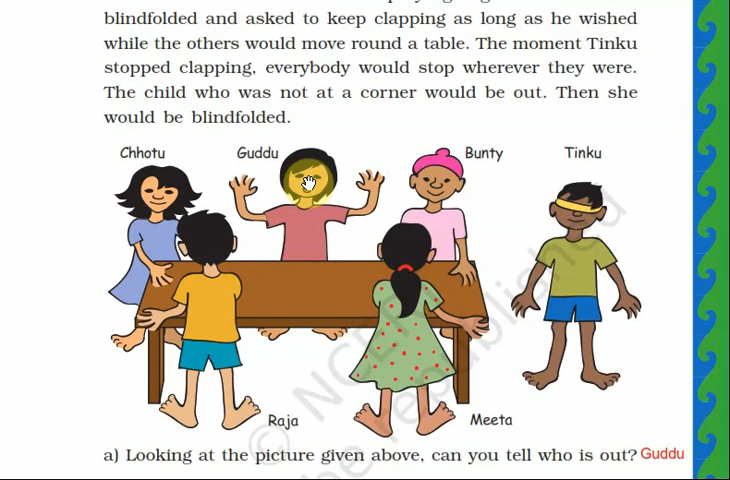 blindfolded and asked to keep clapping as long as he wished
while the others would move round a table. The moment Tinku
stopped clapping, everybody would stop wherever they were.
The child who was not at a corner would be out. Then she
would be blindfolded.
Chhotu Guddu Bunty Tinku
Raja Meeta
a) Looking at the picture given above, can you tell who is out? Guddu